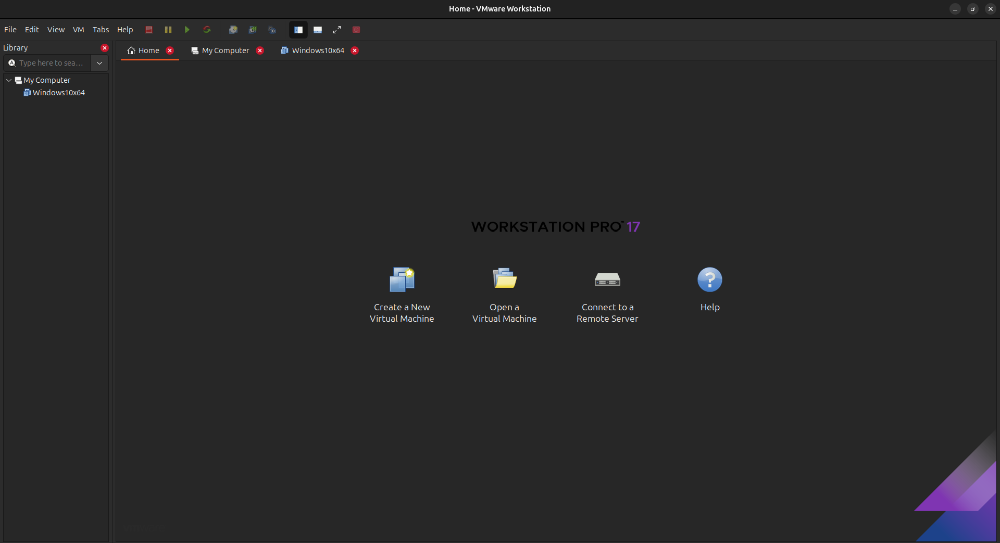 Home - VMware Workstation
File Edit View VM Tabs Help
Library
Type here to sea...
My Computer
Windows10x64
Home
My Computer
Windows10x64
WORKSTATION PRO™ 17
Create a New
Virtual Machine
Open a
Virtual Machine
Connect to a
Remote Server
Help